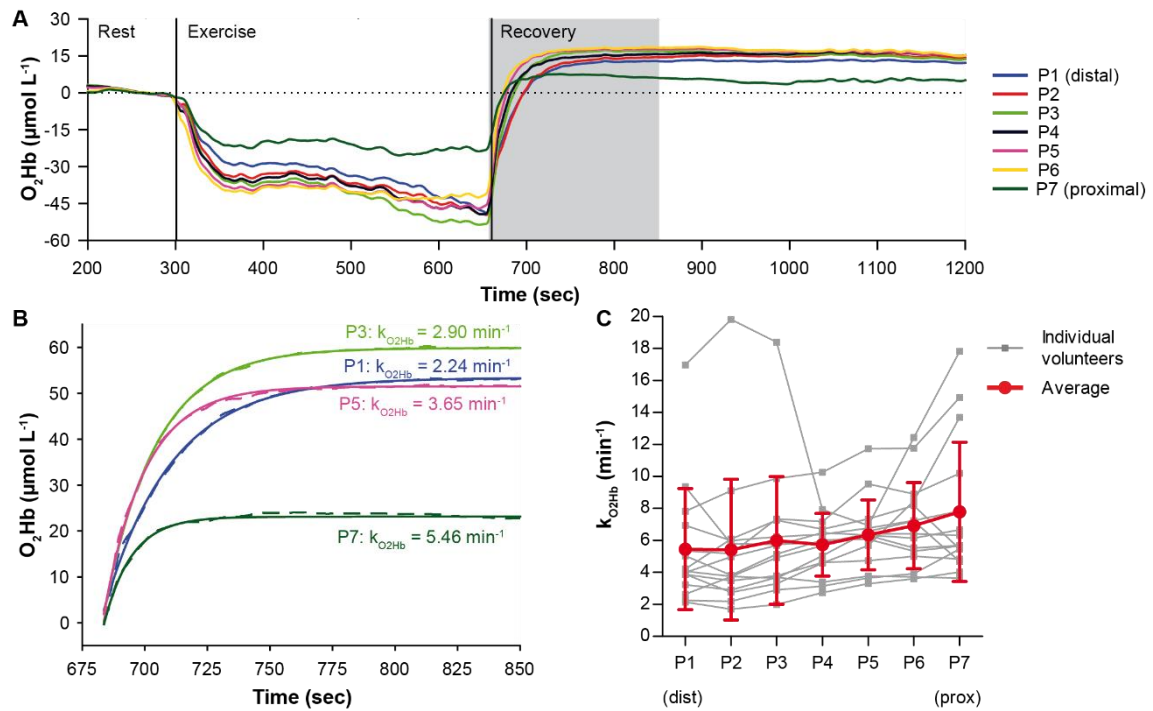 A
30
15
0
-15
-30
-45
-60
O₂Hb (µmol L⁻¹)
Rest
Exercise
Recovery
200
300
400
500
600
700
800
900
1000
1100
1200
Time (sec)
P1 (distal)
P2
P3
P4
P5
P6
P7 (proximal)
B
60
50
40
30
20
10
0
O₂Hb (µmol L⁻¹)
P3: kO2Hb = 2.90 min⁻¹
P1: kO2Hb = 2.24 min⁻¹
P5: kO2Hb = 3.65 min⁻¹
P7: kO2Hb = 5.46 min⁻¹
675
700
725
750
775
800
825
850
Time (sec)
C
20
18
16
14
12
10
8
6
4
2
0
kO2Hb (min⁻¹)
P1
P2
P3
P4
P5
P6
P7
(dist)
(prox)
Individual
volunteers
Average